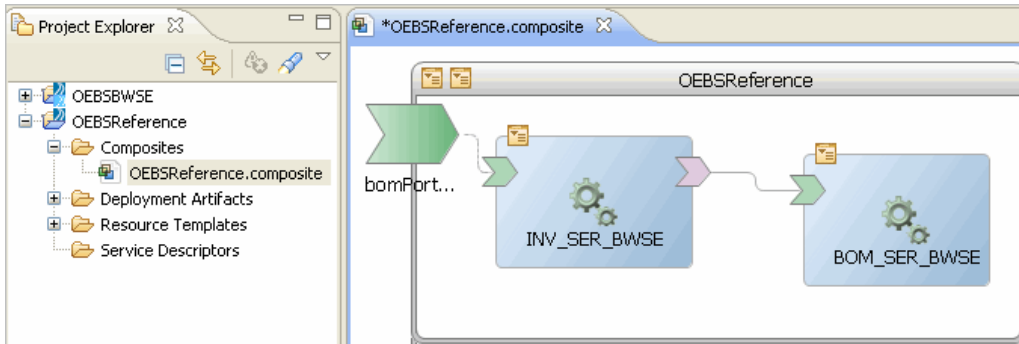 Project Explorer
OEBSBWSE
OEBSReference
Composites
OEBSReference.composite
Deployment Artifacts
Resource Templates
Service Descriptors
*OEBSReference.composite
OEBSReference
bomPort...
INV_SER_BWSE
BOM_SER_BWSE